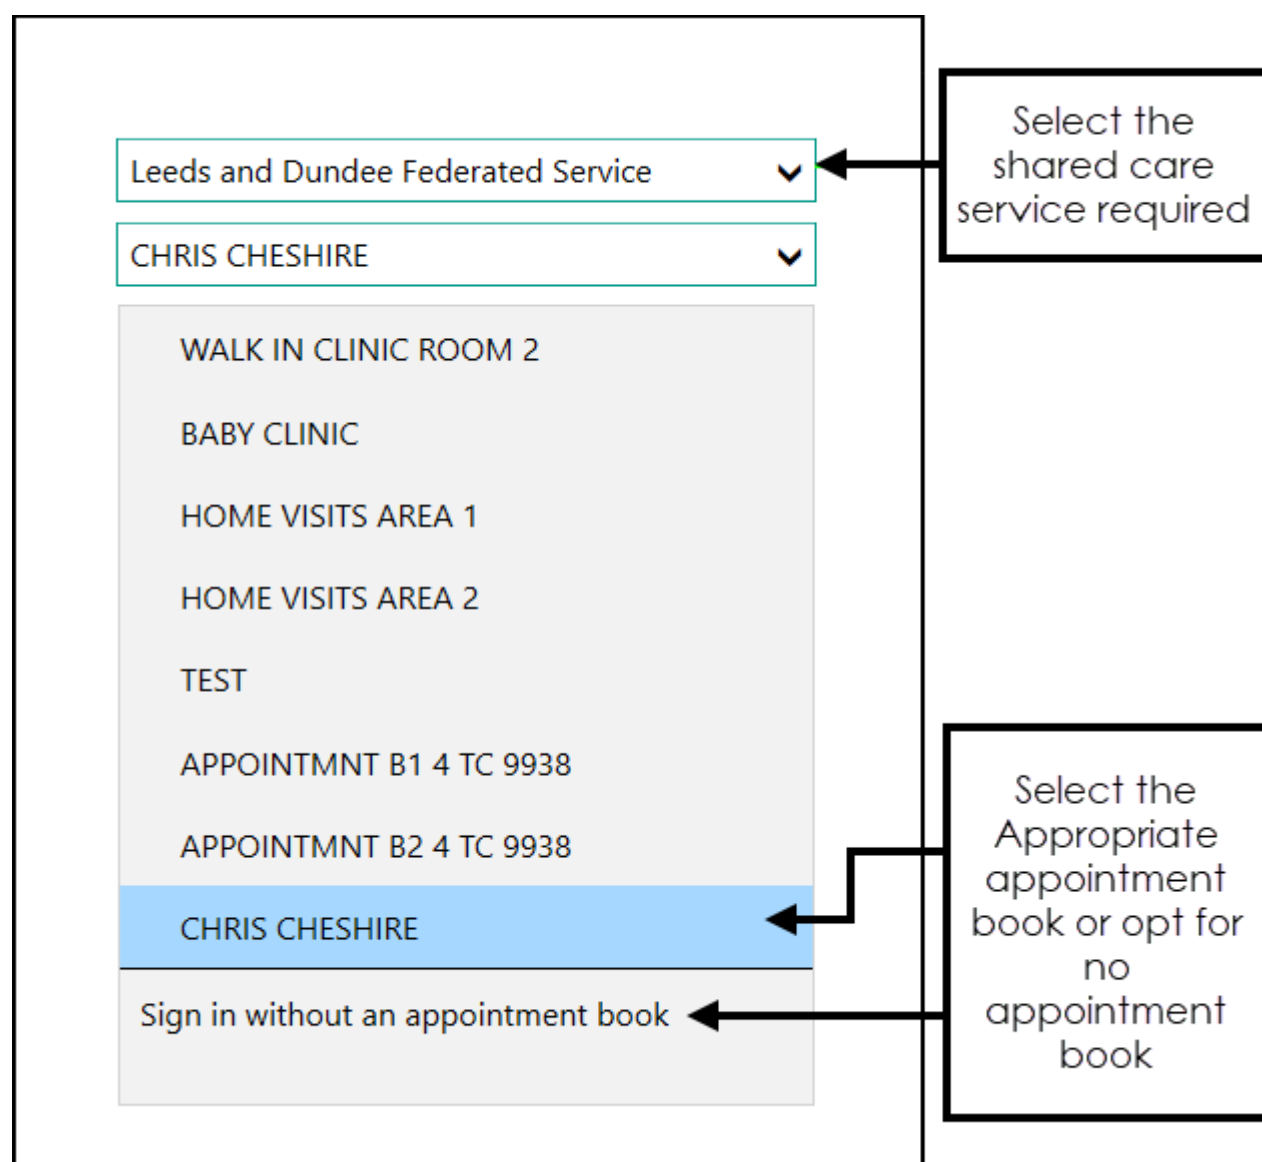 Leeds and Dundee Federated Service
CHRIS CHESHIRE
WALK IN CLINIC ROOM 2
BABY CLINIC
HOME VISITS AREA 1
HOME VISITS AREA 2
TEST
APPOINTMNT B1 4 TC 9938
APPOINTMNT B2 4 TC 9938
CHRIS CHESHIRE
Sign in without an appointment book
Select the
shared care
service required
Select the
Appropriate
appointment
book or opt for
no
appointment
book